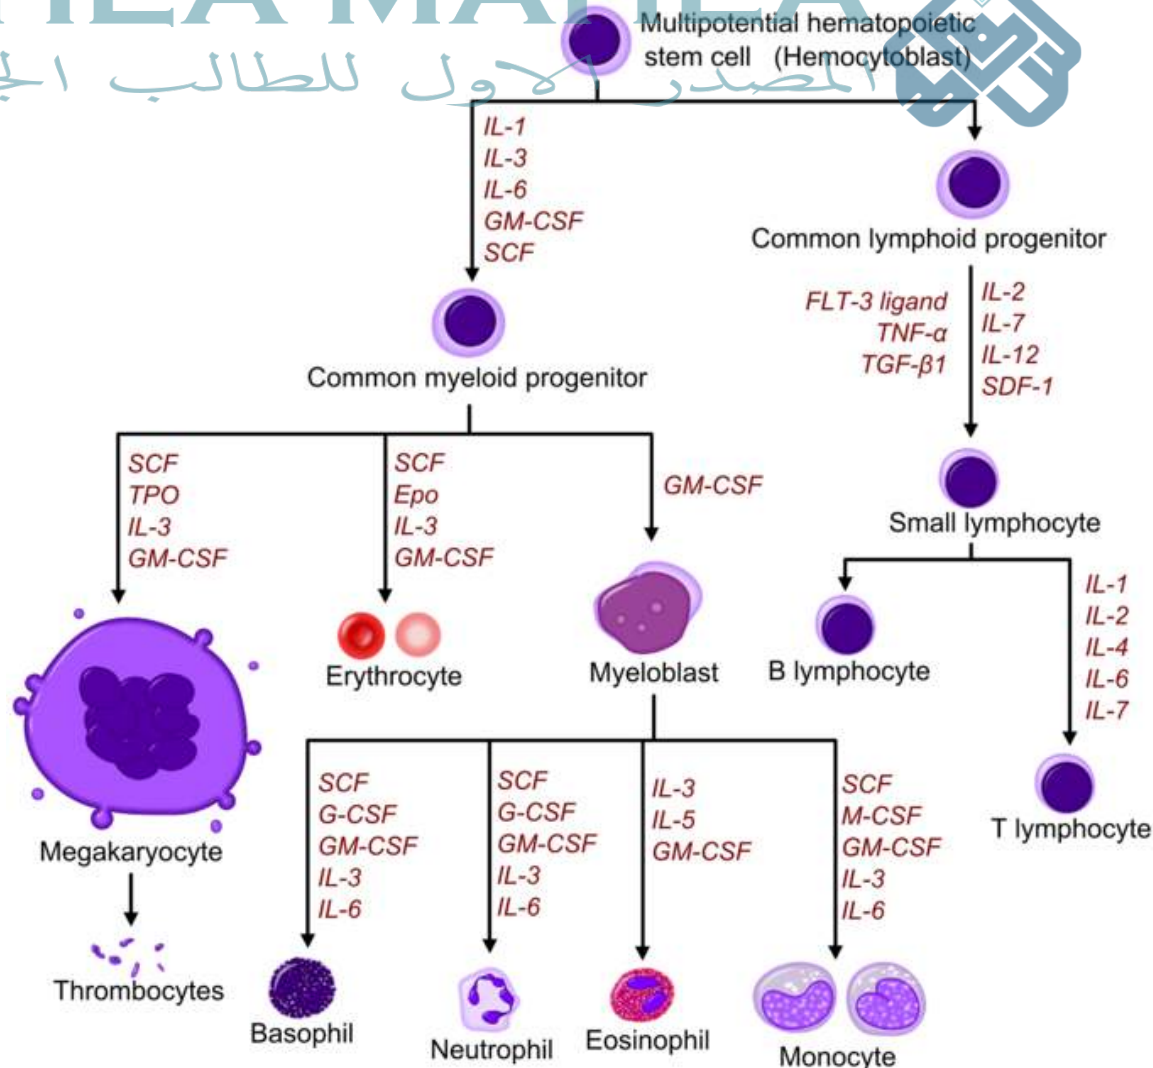 HEA MAHEA
المصدر الاول للطالب
Multipotential hematopoietic
stem cell (Hemocytoblast)
IL-1
IL-3
IL-6
GM-CSF
SCF
Common lymphoid progenitor
Common myeloid progenitor
FLT-3 ligand
TNF-α
TGF-β1
IL-2
IL-7
IL-12
SDF-1
SCF
TPO
IL-3
GM-CSF
SCF
Epo
IL-3
GM-CSF
GM-CSF
Small lymphocyte
Megakaryocyte
Thrombocytes
Erythrocyte
Myeloblast
B lymphocyte
IL-1
IL-2
IL-4
IL-6
IL-7
T lymphocyte
SCF
G-CSF
GM-CSF
IL-3
IL-6
SCF
G-CSF
GM-CSF
IL-3
IL-6
IL-3
IL-5
GM-CSF
SCF
M-CSF
GM-CSF
IL-3
IL-6
Basophil
Neutrophil
Eosinophil
Monocyte